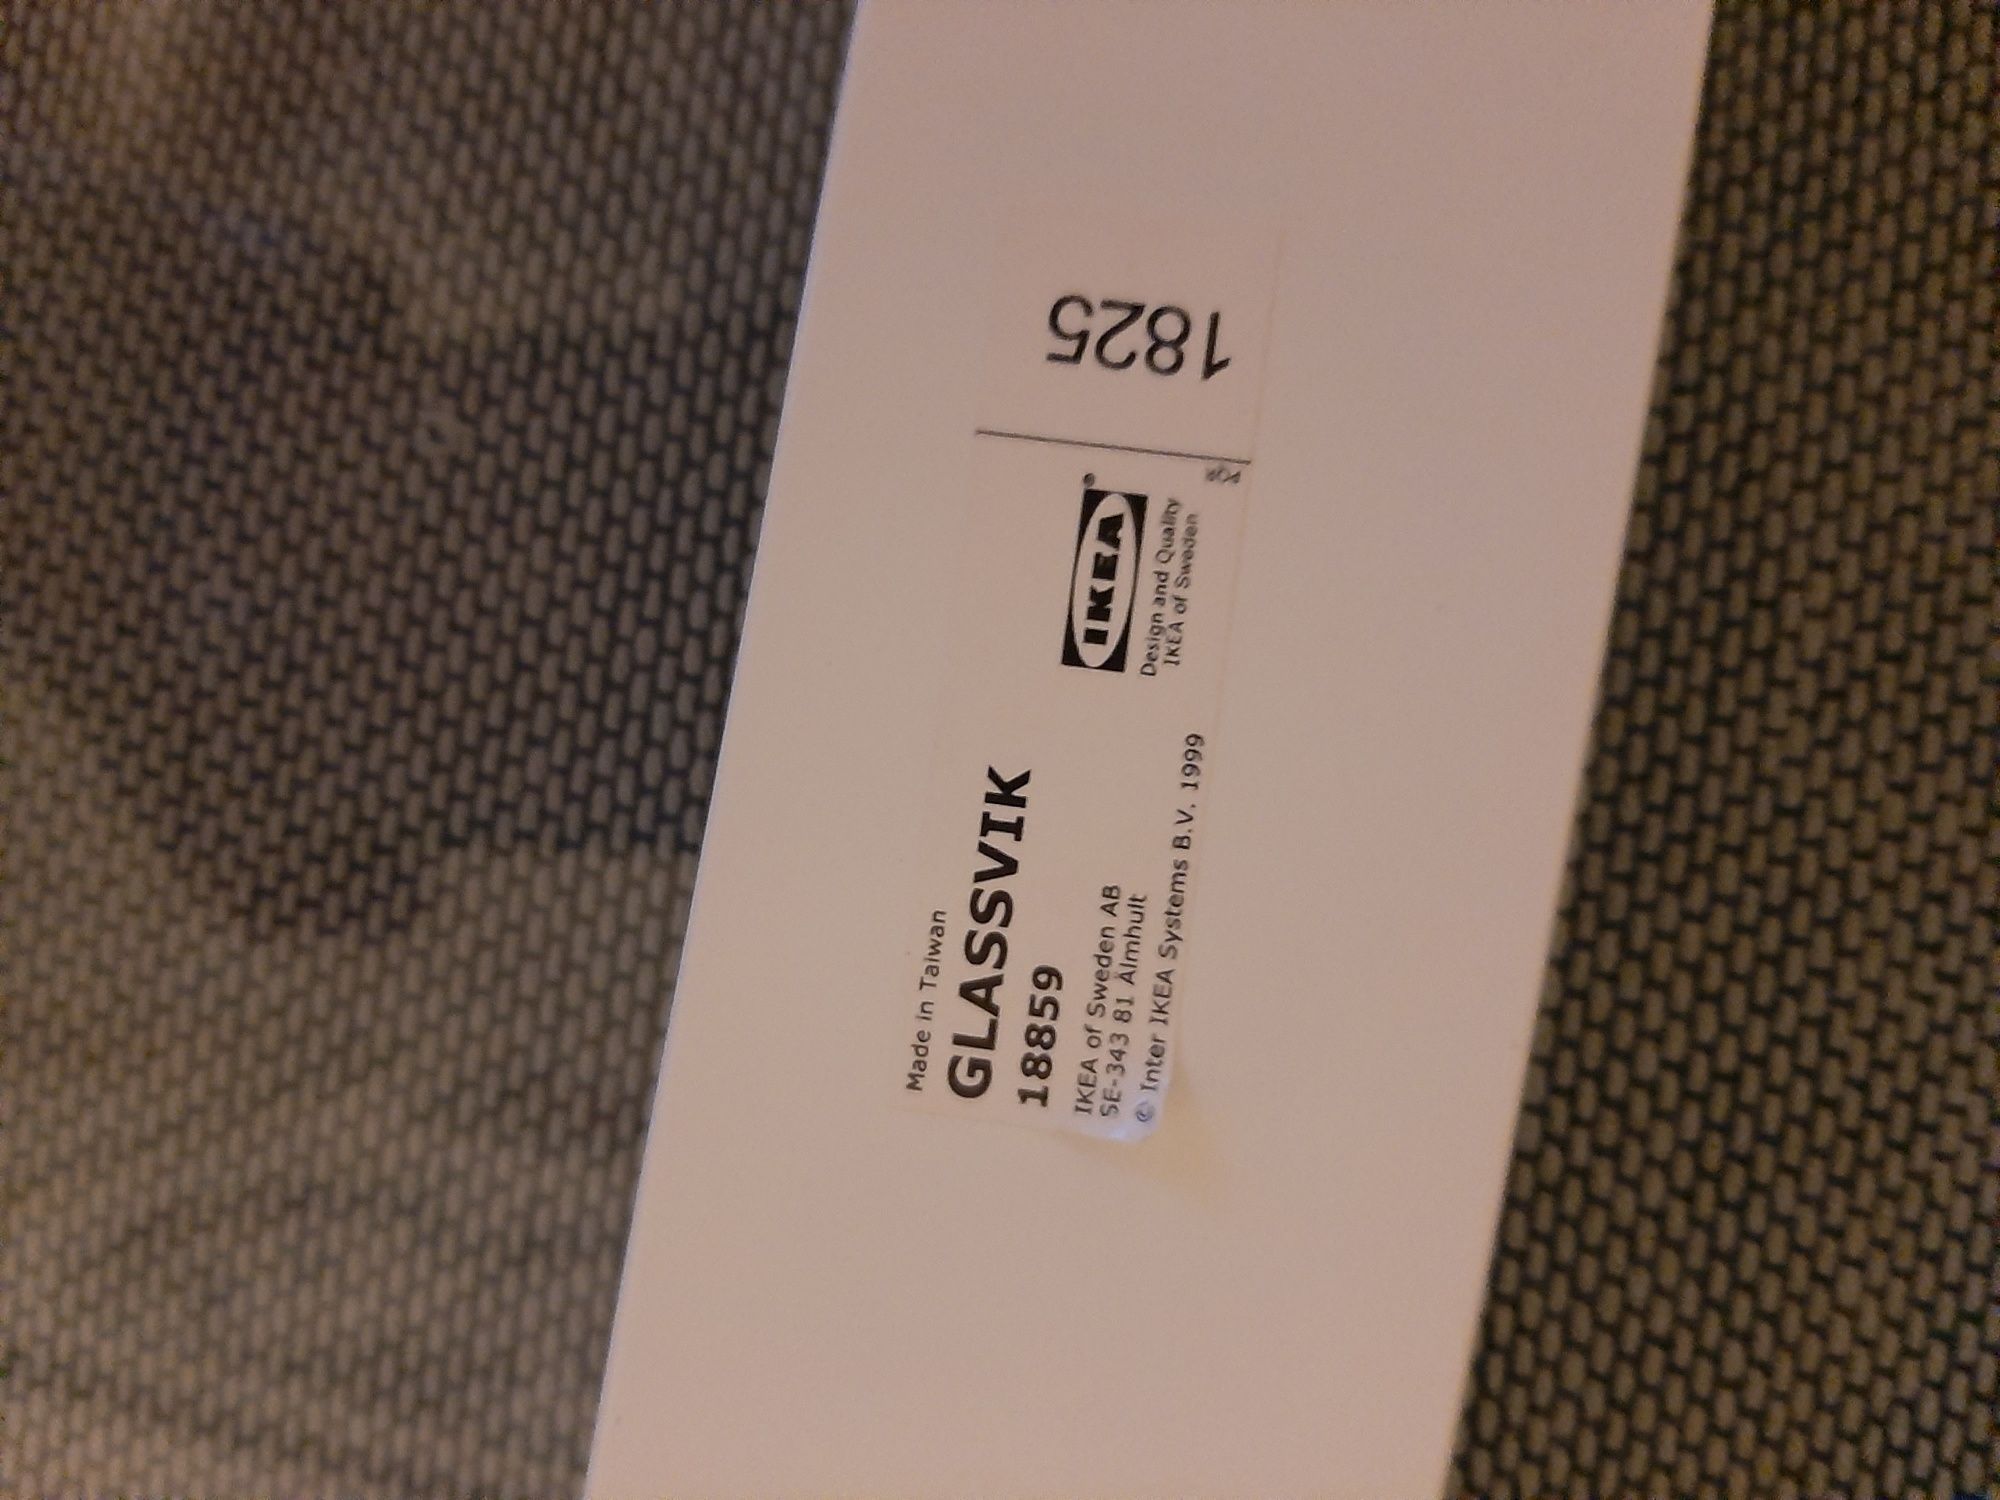 Made in Taiwan
GLASSVIK
18859
IKEA of Sweden AB
SE-343 81 Älmhult
© Inter IKEA Systems B.V. 1999
IKEA®
Design and Quality
IKEA of Sweden
1825